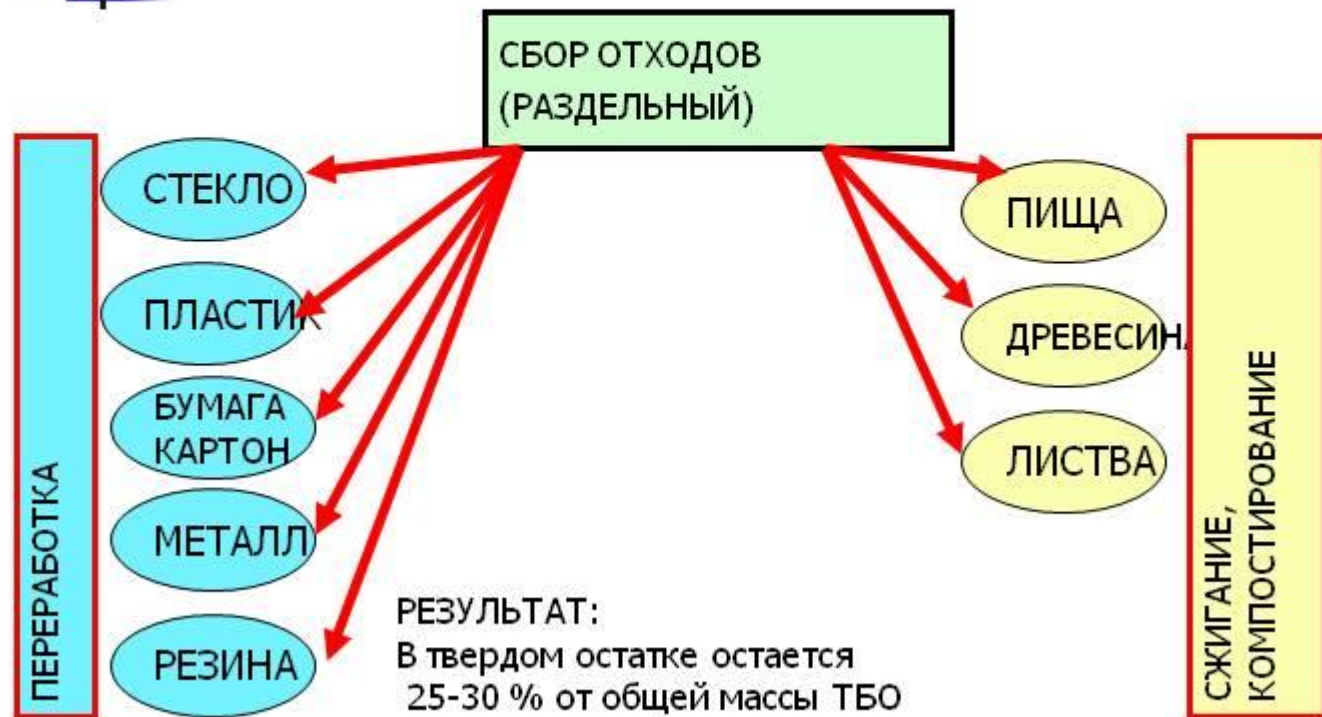 СБОР ОТХОДОВ
(РАЗДЕЛЬНЫЙ)
ПЕРЕРАБОТКА
СТЕКЛО
ПЛАСТИК
БУМАГА
КАРТОН
МЕТАЛЛ
РЕЗИНА
ПИЩА
ДРЕВЕСИНА
ЛИСТВА
СЖИГАНИЕ,
КОМПОСТИРОВАНИЕ
РЕЗУЛЬТАТ:
В твердом остатке остается
25-30 % от общей массы ТБО